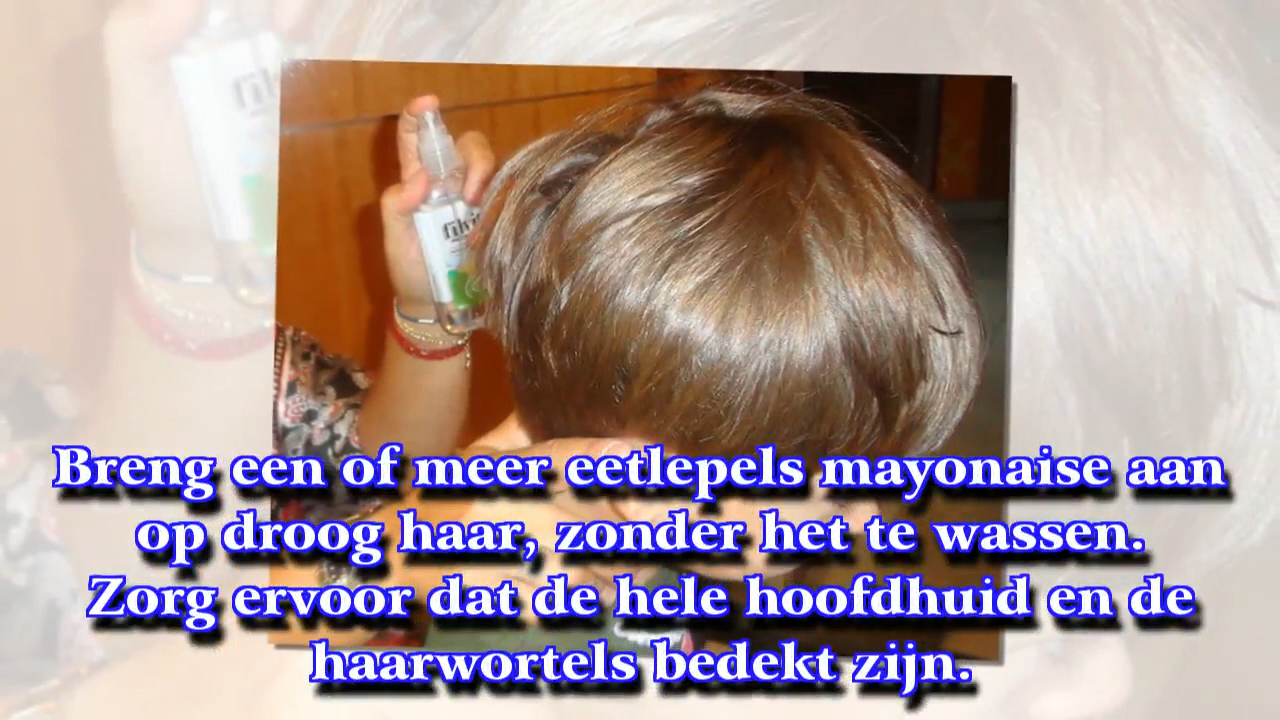 Breng een of meer eetlepels mayonaise aan
op droog haar, zonder het te wassen.
Zorg ervoor dat de hele hoofdhuid en de
haarwortels bedekt zijn.